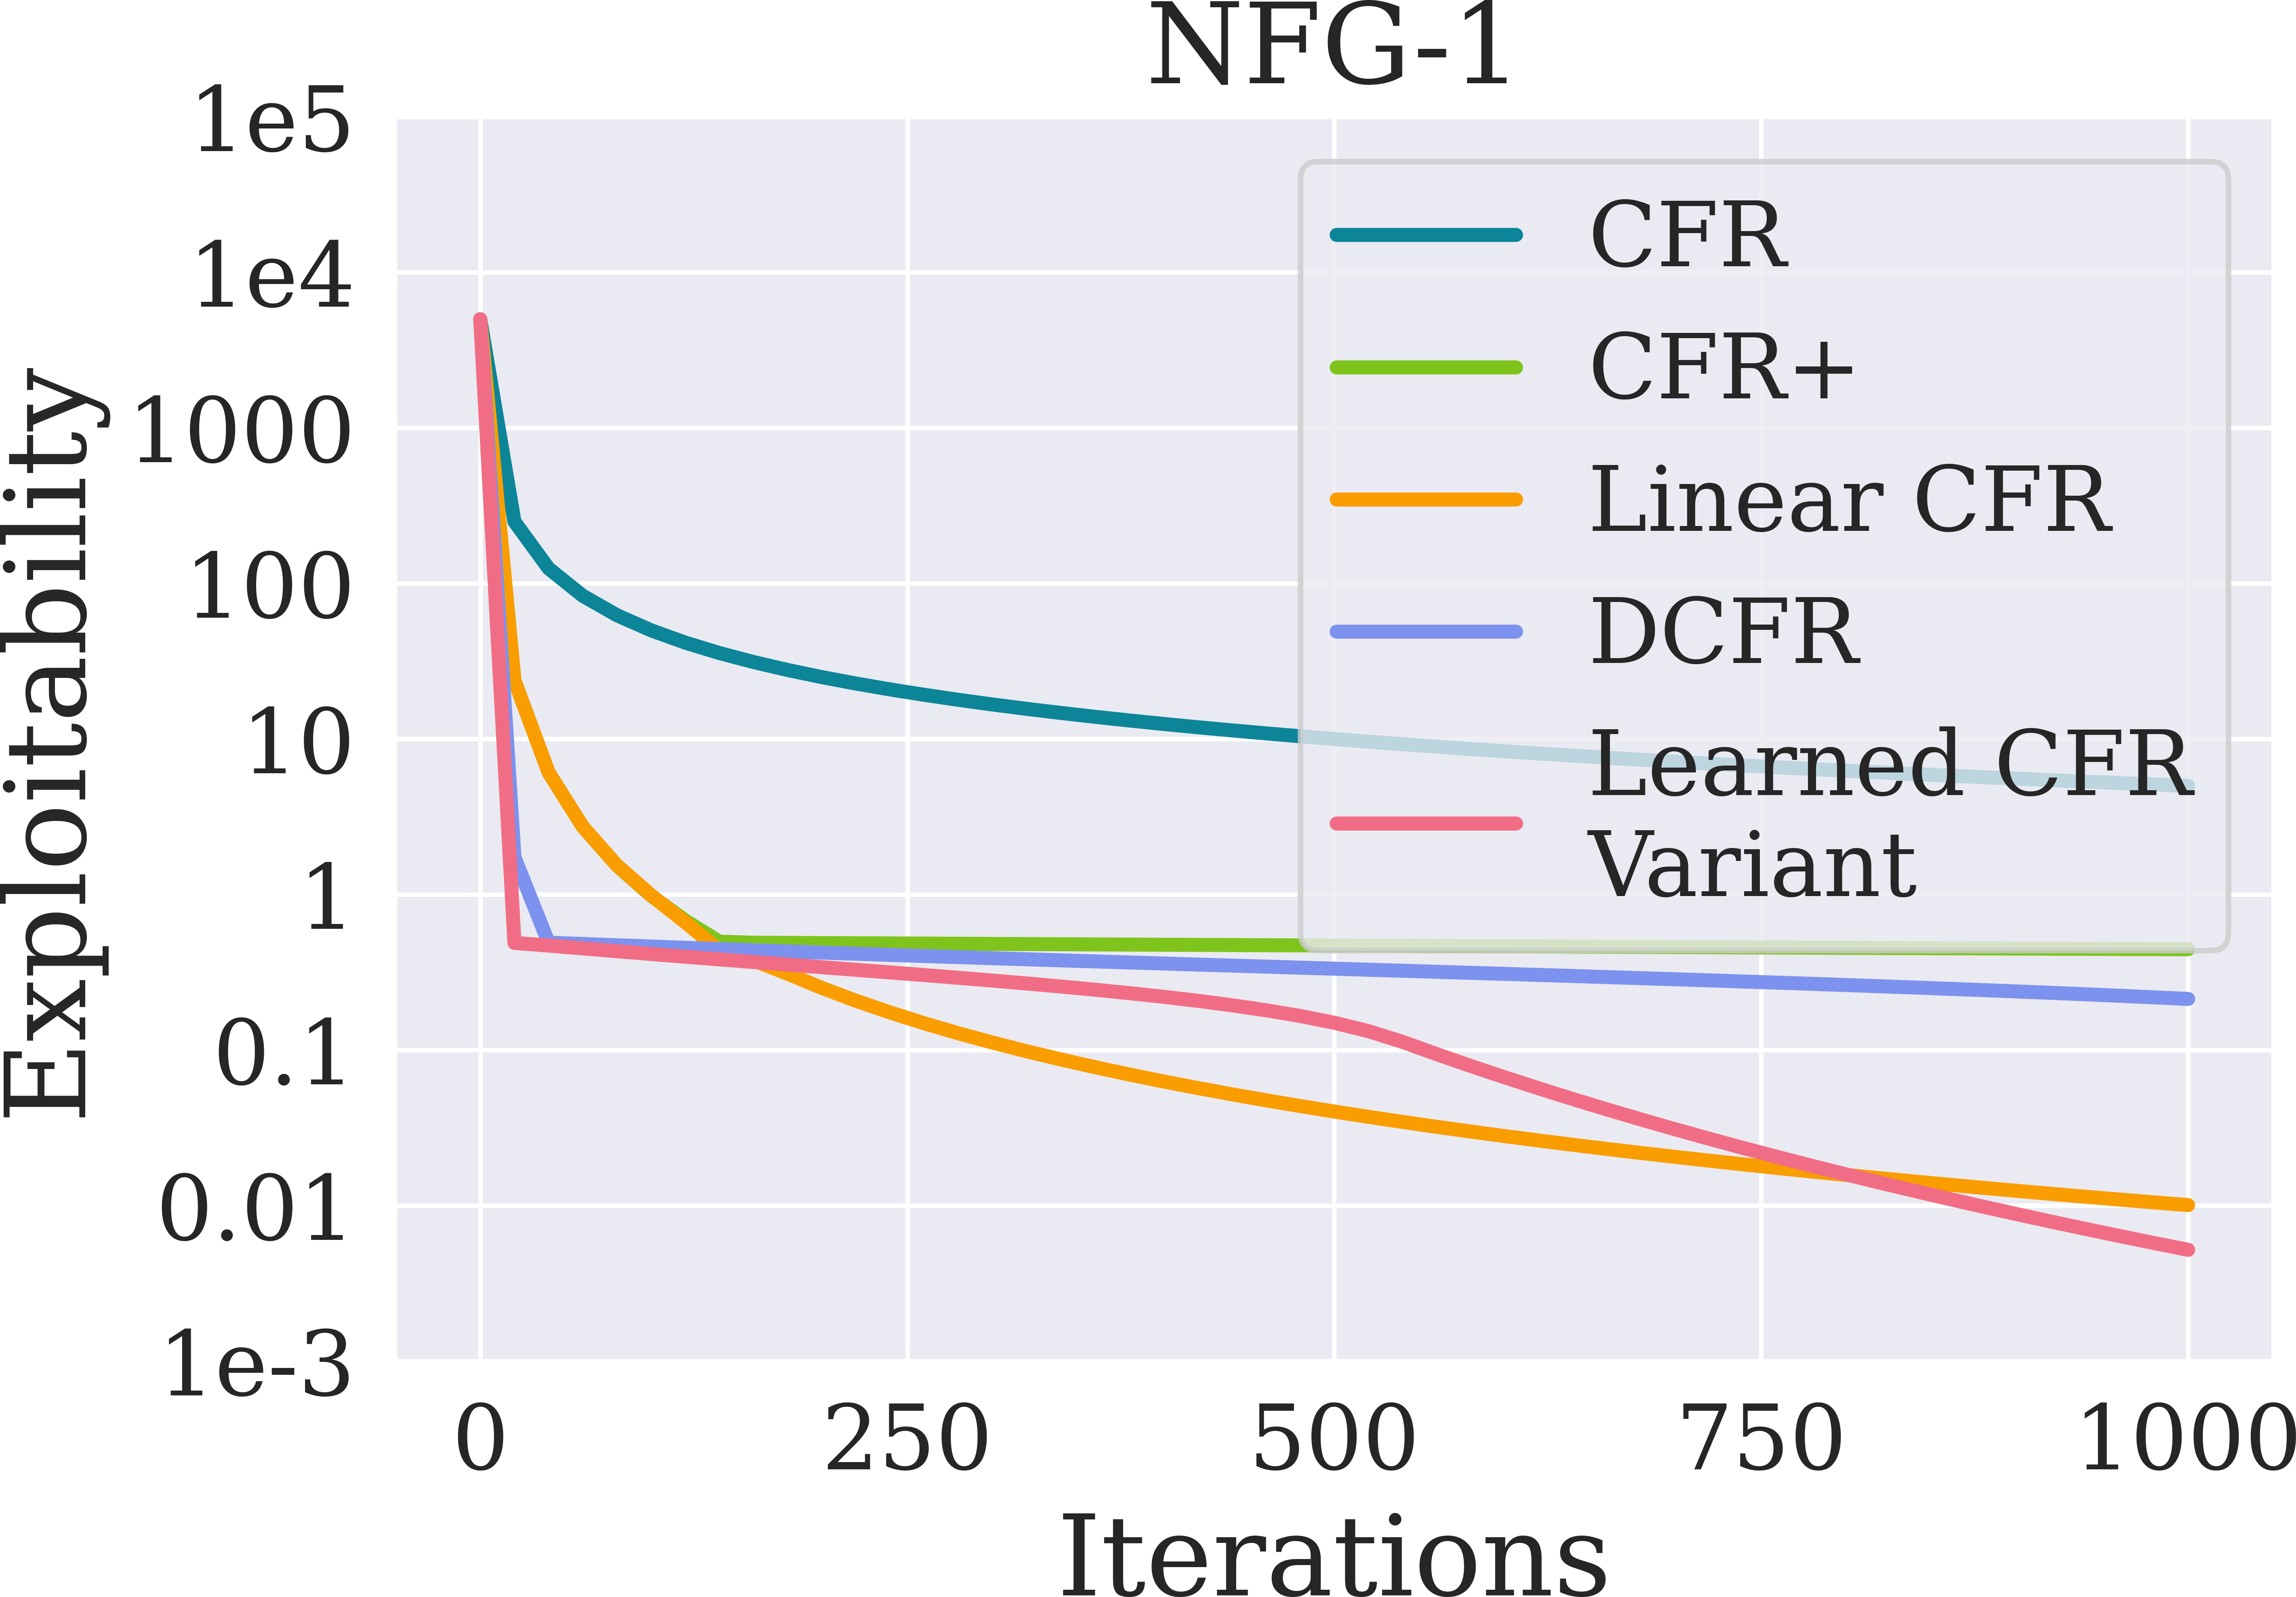 NFG-1
1e5
1e4
1000
100
10
1
0.1
0.01
1e-3
Exploitability
CFR
CFR+
Linear CFR
DCFR
Learned CFR
Variant
0 250 500 750 1000
Iterations